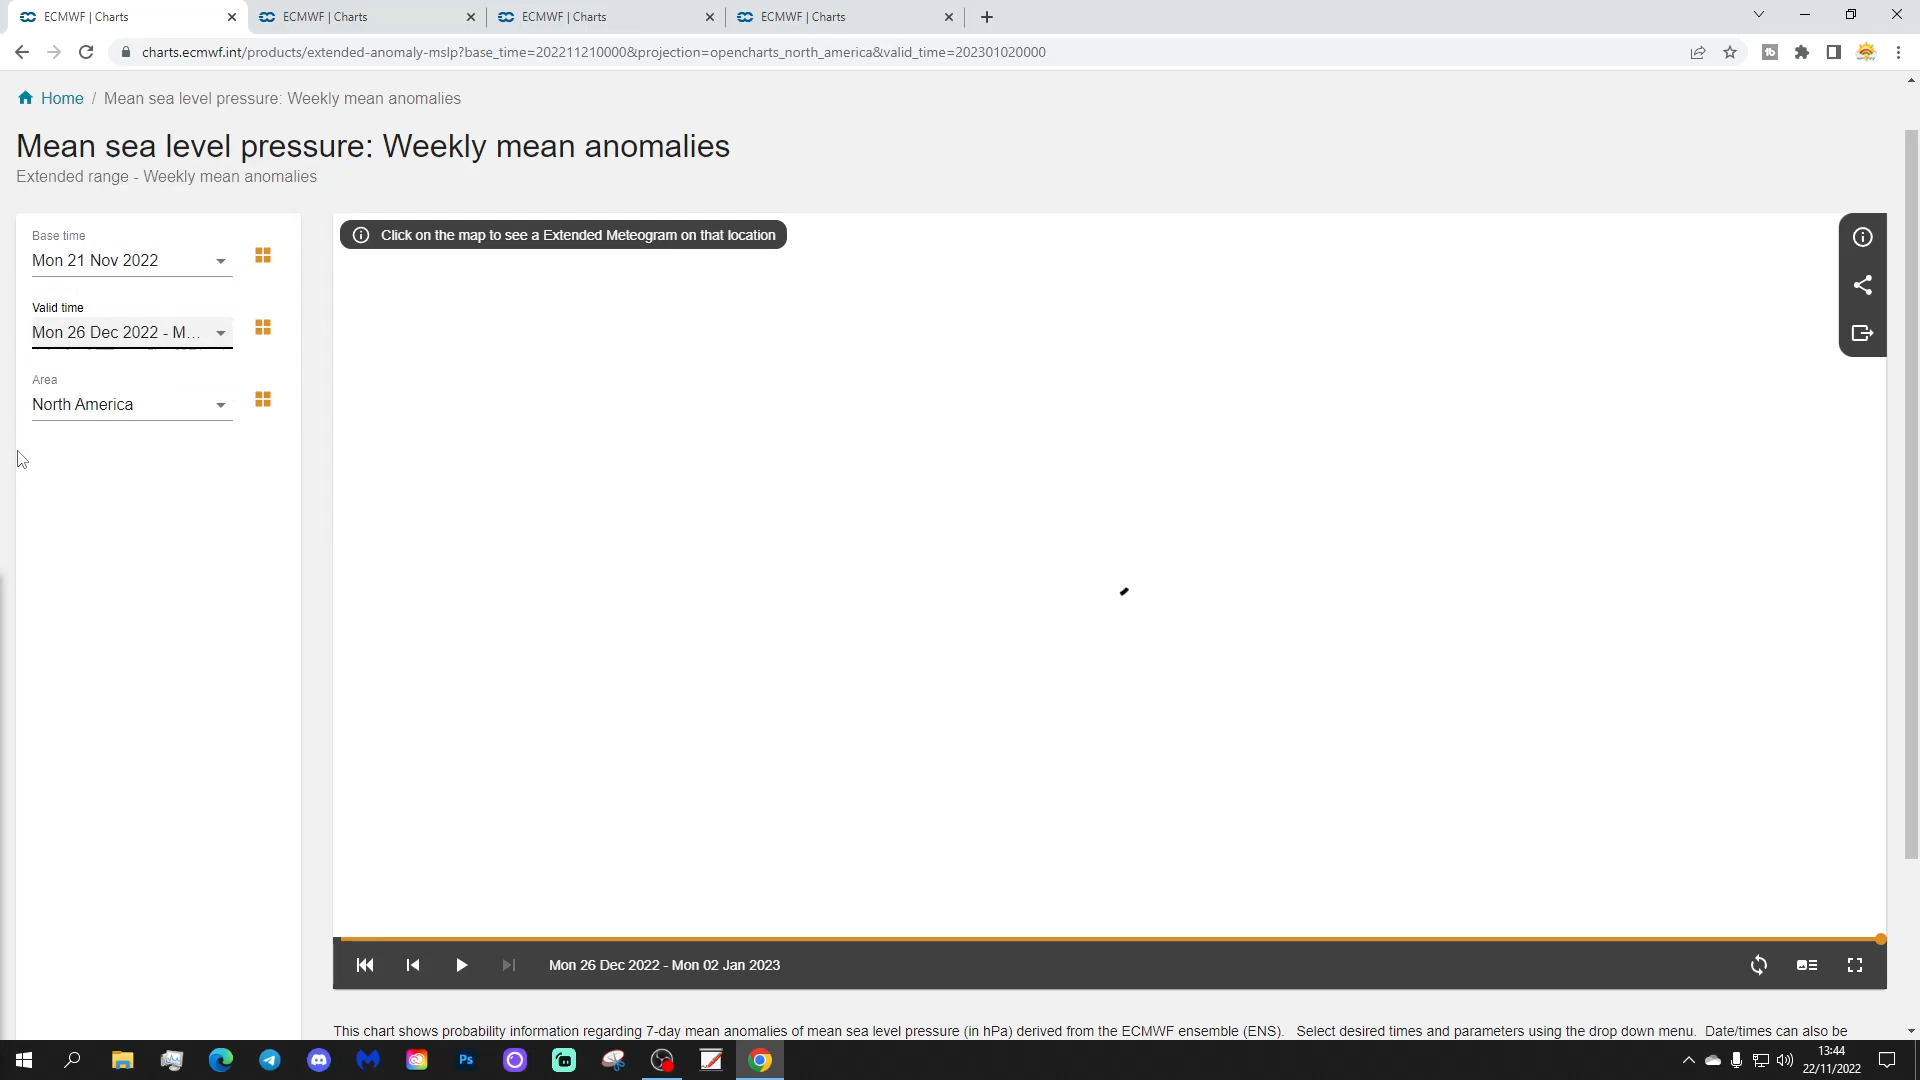 ECMWF | Charts
ECMWF | Charts
ECMWF | Charts
ECMWF | Charts
charts.ecmwf.int/products/extended-anomaly-mslp?base_time=202211210000&projection=opencharts_north_america&valid_time=202301020000
Home / Mean sea level pressure: Weekly mean anomalies
Mean sea level pressure: Weekly mean anomalies
Extended range - Weekly mean anomalies
Base time
Mon 21 Nov 2022
Click on the map to see a Extended Meteogram on that location
Valid time
Mon 26 Dec 2022 - M...
Area
North America
Mon 26 Dec 2022 - Mon 02 Jan 2023
This chart shows probability information regarding 7-day mean anomalies of mean sea level pressure (in hPa) derived from the ECMWF ensemble (ENS). Select desired times and parameters using the drop down menu. Date/times can also be
Ps
13:44
22/11/2022